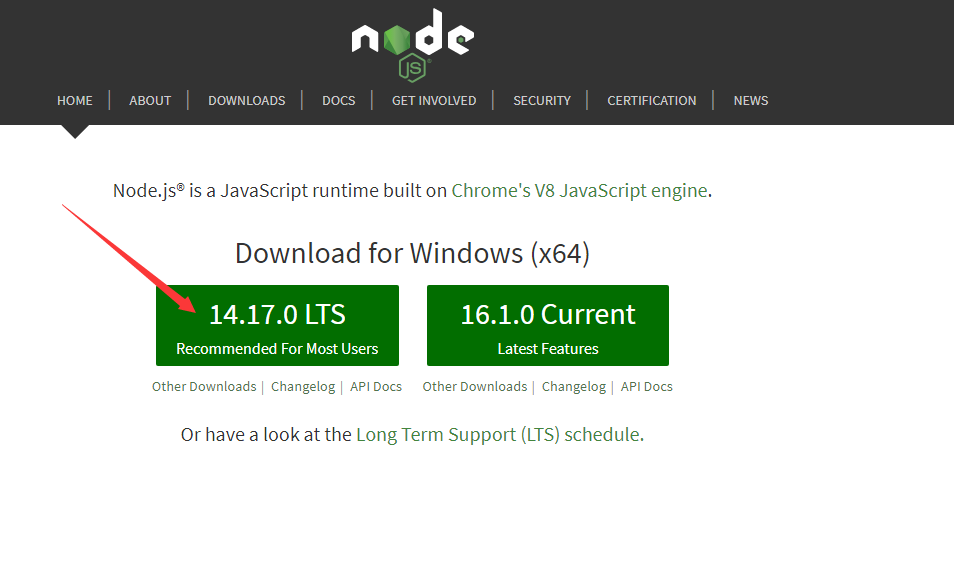 node
JS
HOME | ABOUT | DOWNLOADS | DOCS | GET INVOLVED | SECURITY | CERTIFICATION | NEWS
Node.js® is a JavaScript runtime built on Chrome's V8 JavaScript engine.
Download for Windows (x64)
14.17.0 LTS
Recommended For Most Users
16.1.0 Current
Latest Features
Other Downloads | Changelog | API Docs
Other Downloads | Changelog | API Docs
Or have a look at the Long Term Support (LTS) schedule.